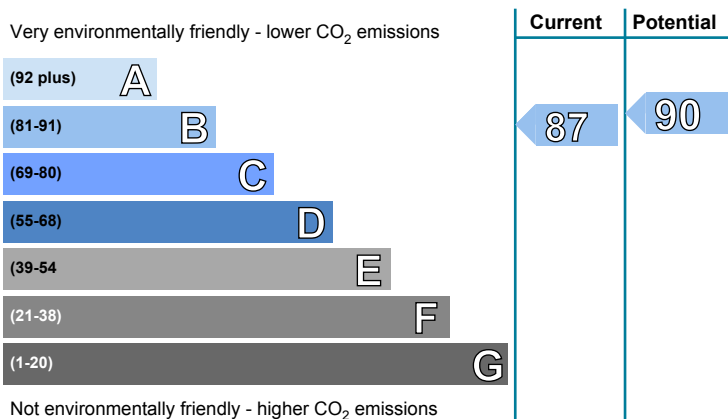 Current Potential
Very environmentally friendly - lower CO2 emissions
(92 plus) A
(81-91) B 87 90
(69-80) C
(55-68) D
(39-54 E
(21-38) F
(1-20) G
Not environmentally friendly - higher CO2 emissions